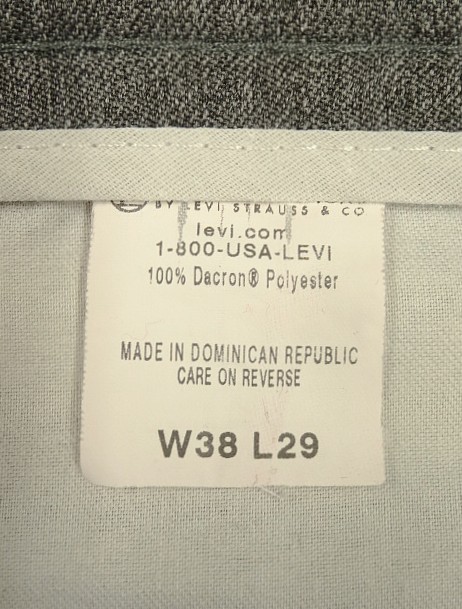 BY LEVI STRAUSS & CO
levi.com
1-800-USA-LEVI
100% Dacron® Polyester
MADE IN DOMINICAN REPUBLIC
CARE ON REVERSE
W38 L29